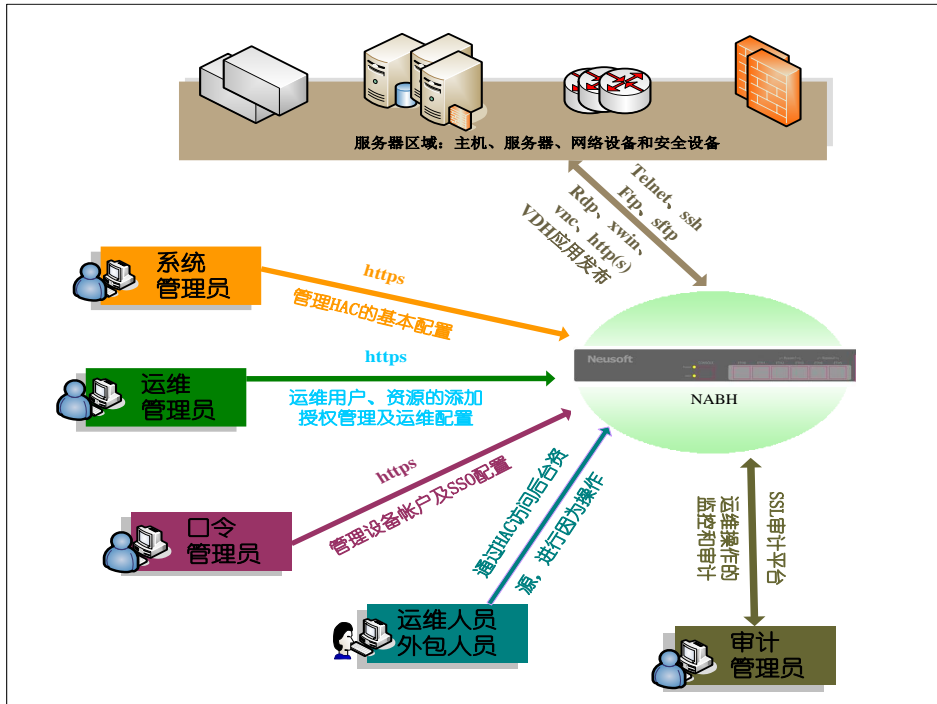 服务器区域：主机、服务器、网络设备和安全设备
Telnet、ssh
Ftp、sftp
Rdp、xwin、
vnc、http(s)
VDH应用发布
系统
管理员
https
管理HAC的基本配置
运维
管理员
https
运维用户、资源的添加
授权管理及运维配置
Neusoft
NABH
口令
管理员
https
管理设备帐户及SSO配置
通过HAC访问后台资
源，进行因为操作
运维人员
外包人员
SSL审计平台
运维操作的
监控和审计
审计
管理员